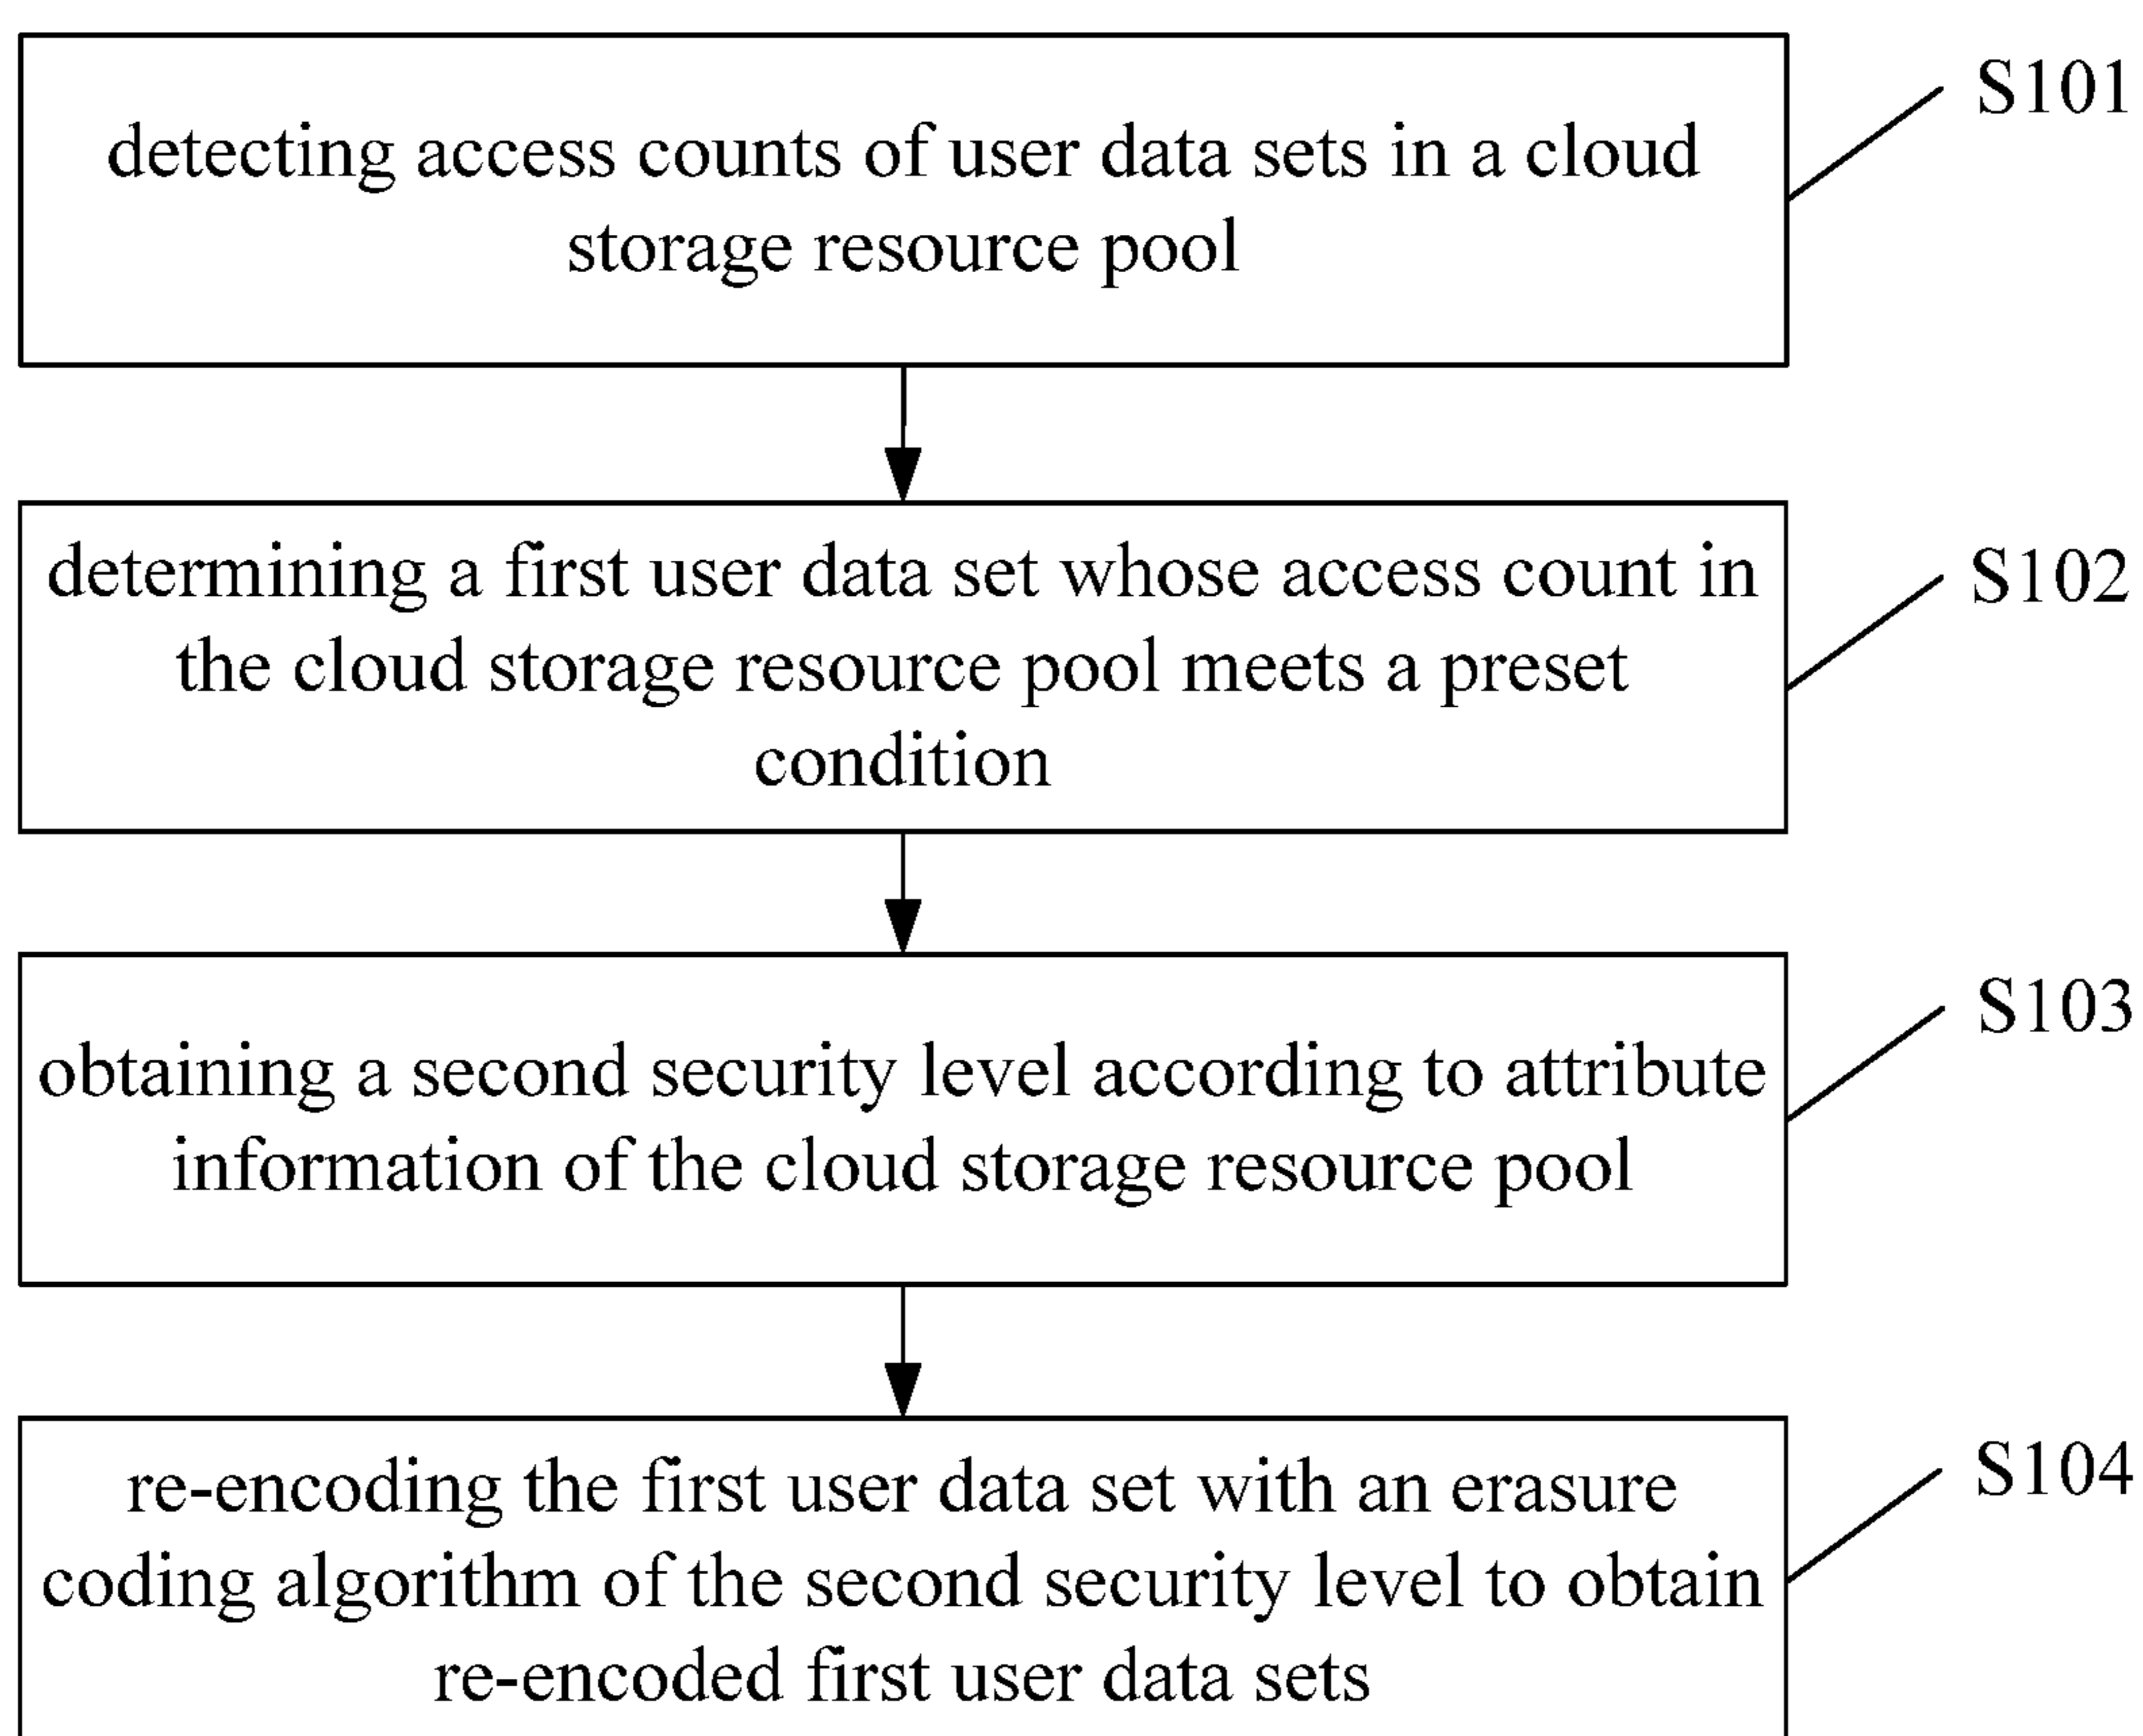 detecting access counts of user data sets in a cloud
storage resource pool
S101
determining a first user data set whose access count in
the cloud storage resource pool meets a preset
condition
S102
obtaining a second security level according to attribute
information of the cloud storage resource pool
S103
re-encoding the first user data set with an erasure
coding algorithm of the second security level to obtain
re-encoded first user data sets
S104